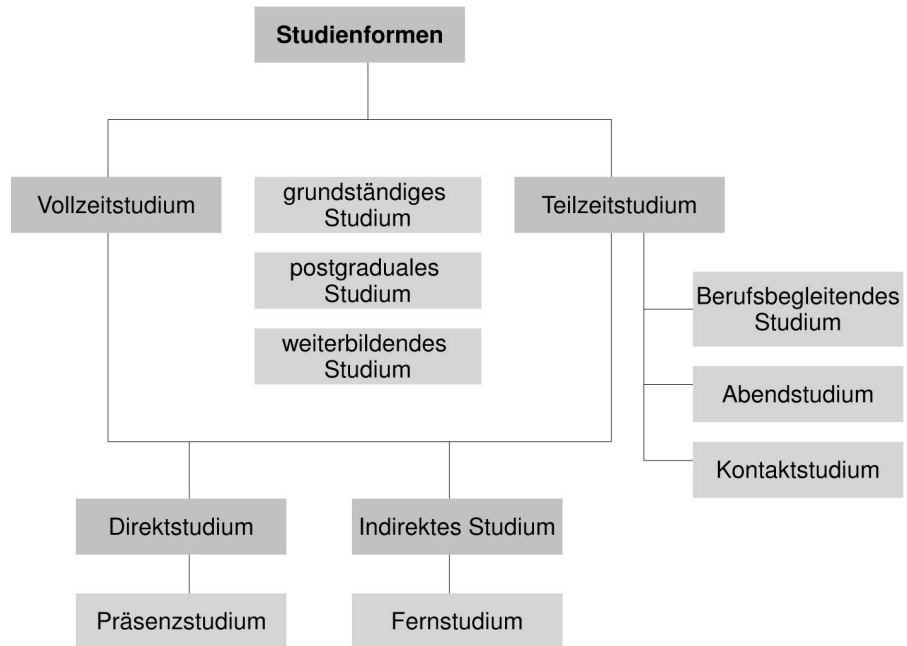 Studienformen
Vollzeitstudium
grundständiges
Studium
Teilzeitstudium
postgraduales
Studium
Berufsbegleitendes
Studium
weiterbildendes
Studium
Abendstudium
Kontaktstudium
Direktstudium
Indirektes Studium
Präsenzstudium
Fernstudium